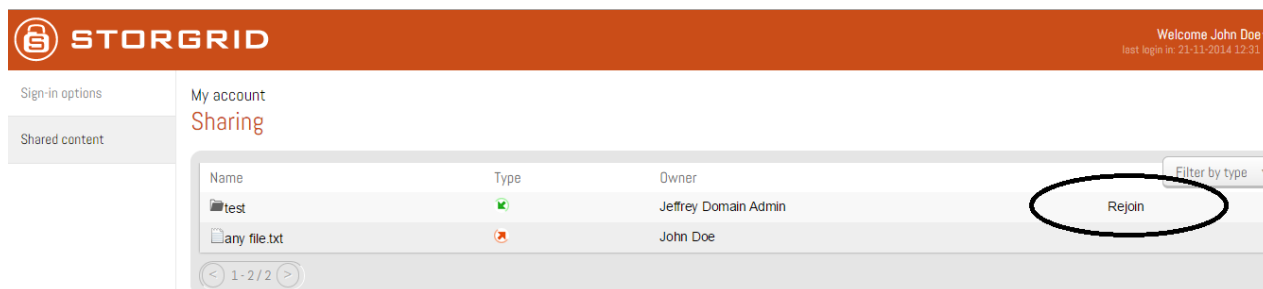 STORGRID
Welcome John Doe
last login in: 21-11-2014 12:31
Sign-in options
Shared content
My account
Sharing
Filter by type
Name Type Owner
test Jeffrey Domain Admin Rejoin
any file.txt John Doe
< 1-2/2 >